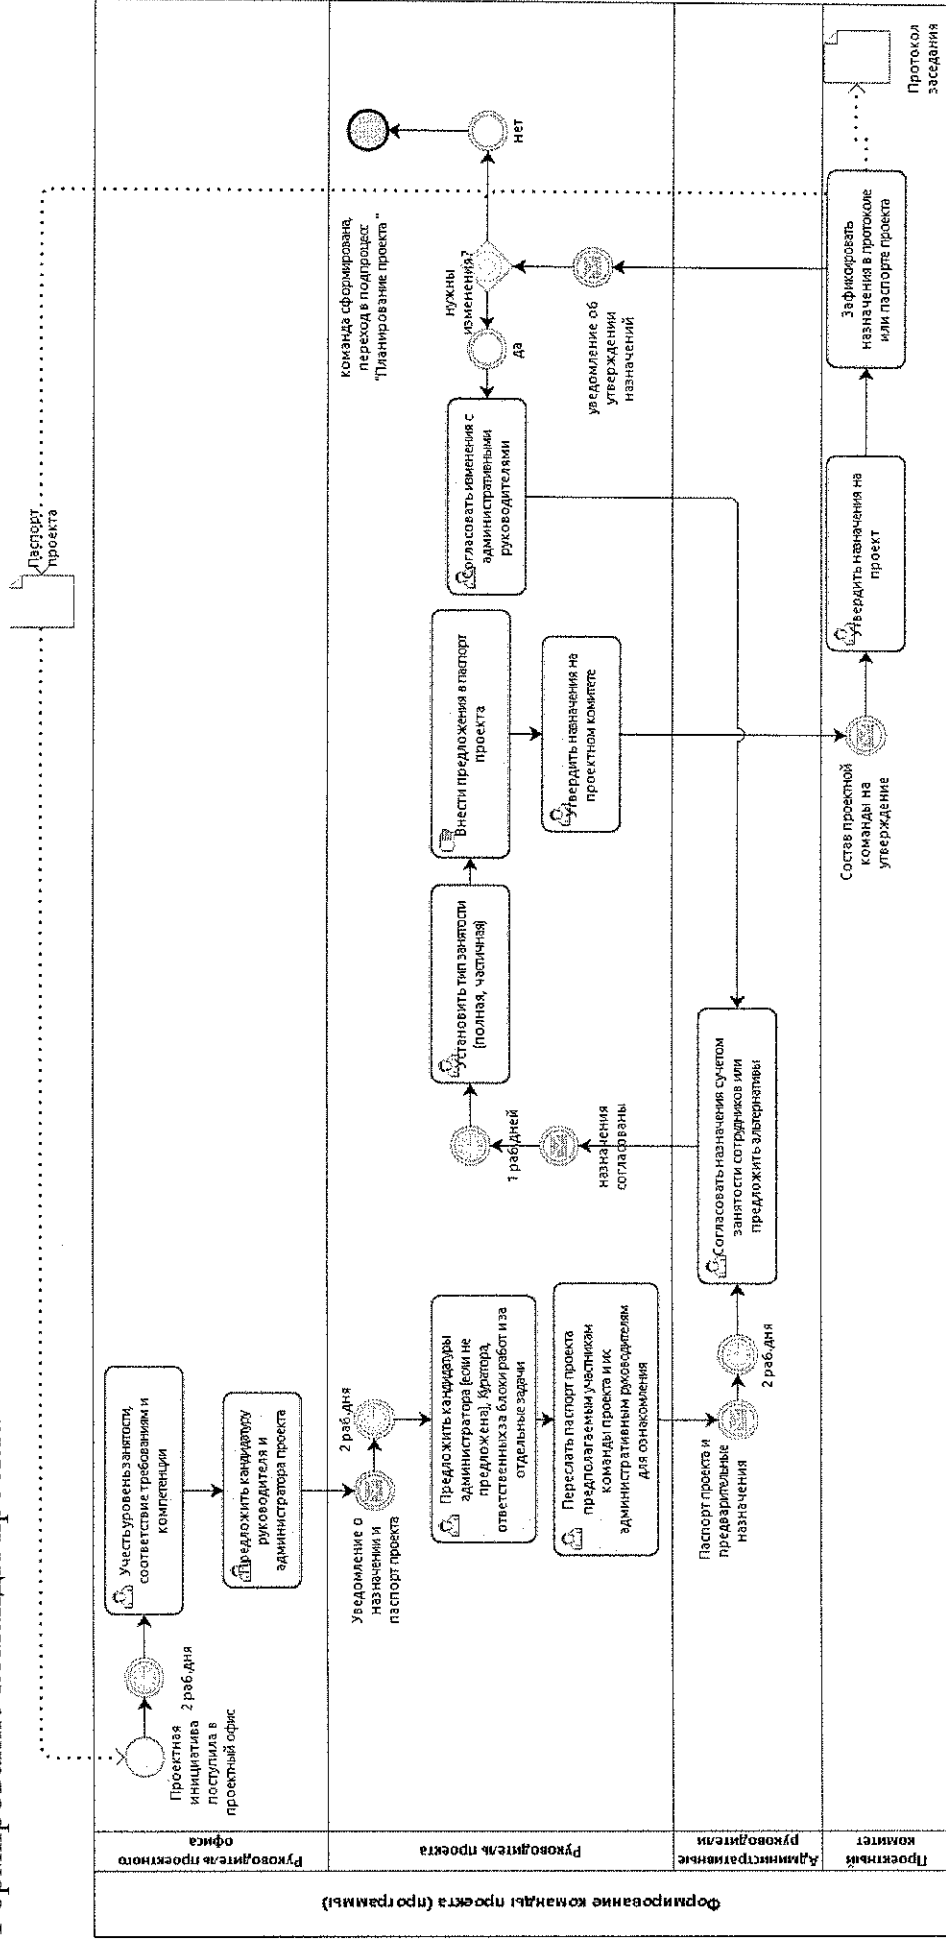 Паспорт
проекта
Формирование команды проекта (программы)
Руководитель проектного
офиса
Проектная
инициатива
поступила в
проектный офис
2 раб.дня
Учесть уровень занятости,
соответствие требованиям и
компетенции
Предложить кандидатуру
руководителя и
администратора проекта
Руководитель проекта
Уведомление о
назначении и
паспорт проекта
2 раб.дня
Предложить кандидатуры
администратора (если не
предложена), Куратора,
ответственных за блоки работ и за
отдельные задачи
Переслать паспорт проекта
предполагаемым участникам
команды проекта и их
административным руководителям
для ознакомления
1 раб.дней
назначения
согласованы
Установить тип занятости
(полная, частичная)
Внести предложения в паспорт
проекта
Утвердить назначения на
проектном комитете
Согласовать изменения с
административными
руководителями
да
нужны
изменения?
нет
уведомление об
утверждении
назначений
команда сформирована,
переход в подпроцесс
"Планирование проекта"
Административные
руководители
Паспорт проекта и
предварительные
назначения
2 раб.дня
Согласовать назначения с учетом
занятости сотрудников или
предложить альтернативы
Проектный
комитет
Состав проектной
команды на
утверждение
Утвердить назначения на
проект
Зафиксировать
назначения в протоколе
или паспорте проекта
Протокол
заседания